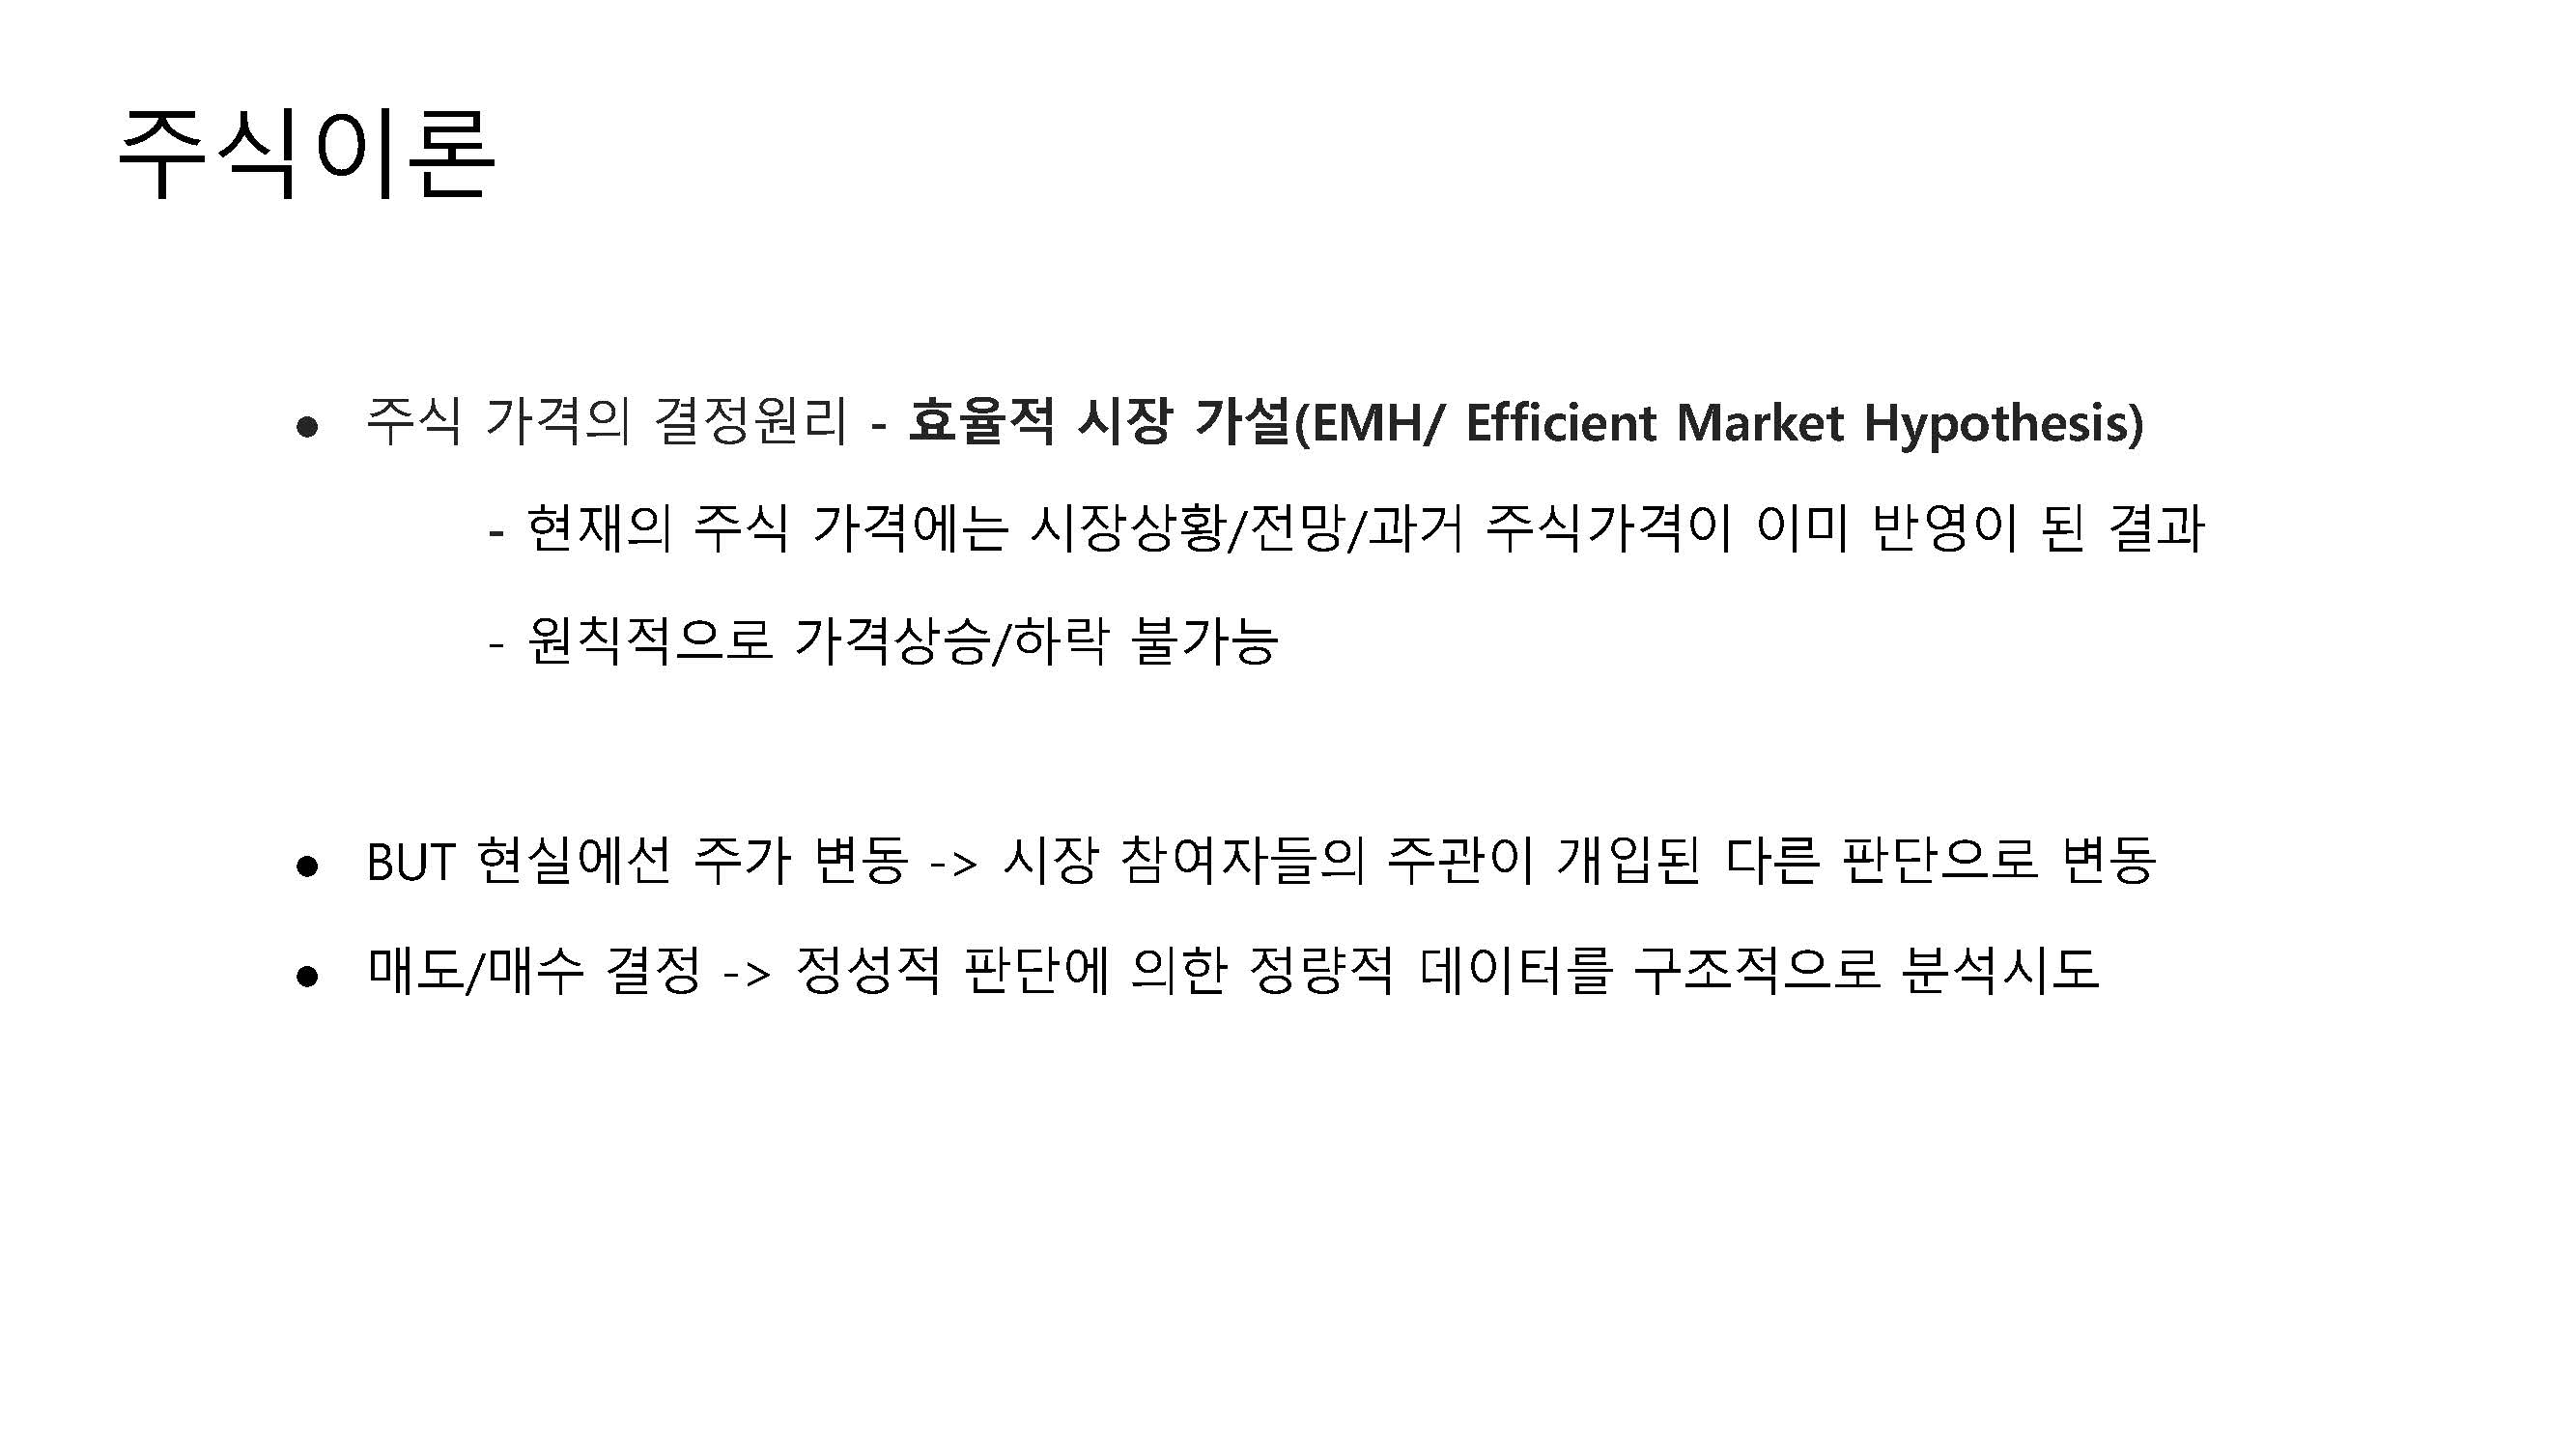 주식이론
● 주식 가격의 결정원리 - 효율적 시장 가설(EMH/ Efficient Market Hypothesis)
- 현재의 주식 가격에는 시장상황/전망/과거 주식가격이 이미 반영이 된 결과
- 원칙적으로 가격상승/하락 불가능
● BUT 현실에선 주가 변동 -> 시장 참여자들의 주관이 개입된 다른 판단으로 변동
● 매도/매수 결정 -> 정성적 판단에 의한 정량적 데이터를 구조적으로 분석시도